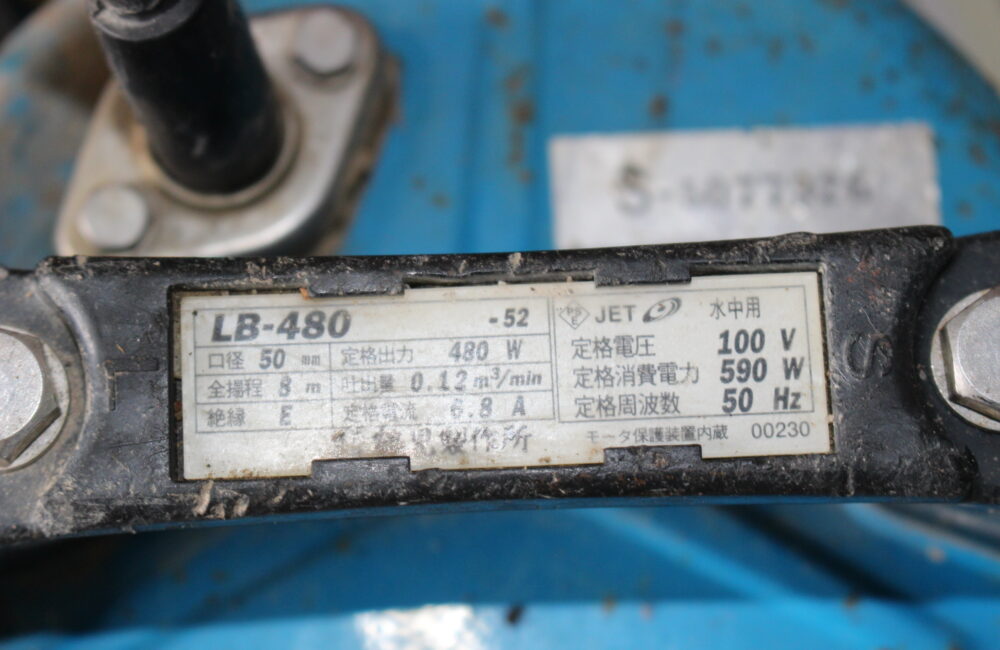 LB-480 -52
口径 50 mm 定格出力 480 W
全揚程 8 m 吐出量 0.12 m³/min
絶縁 E 定格電流 6.8 A
製作所
JET 水中用
定格電圧 100 V
定格消費電力 590 W
定格周波数 50 Hz
モータ保護装置内蔵 00230